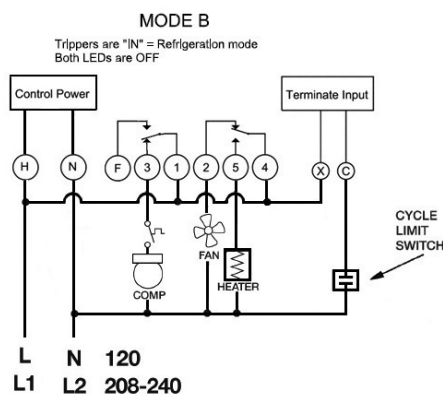 MODE B
Trippers are "IN" = Refrigeration mode
Both LEDs are OFF
Control Power
Terminate Input
H
N
F
3
1
2
5
4
X
C
CYCLE
LIMIT
SWITCH
FAN
COMP
HEATER
L N 120
L1 L2 208-240